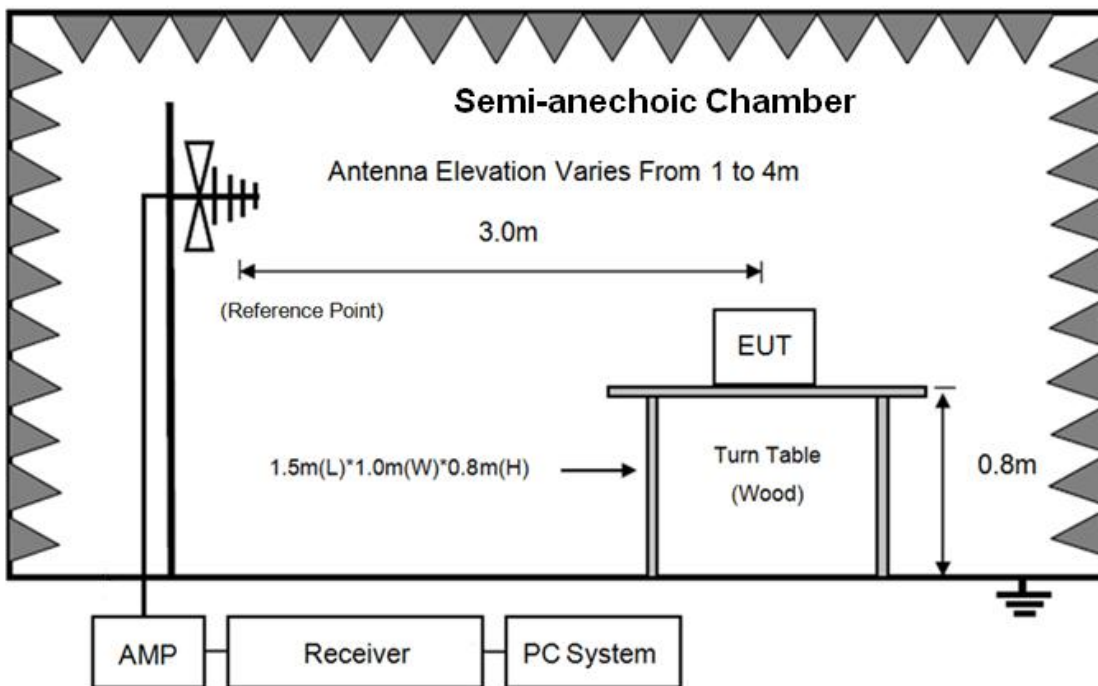 Semi-anechoic Chamber
Antenna Elevation Varies From 1 to 4m
3.0m
(Reference Point)
EUT
1.5m(L)*1.0m(W)*0.8m(H)
Turn Table
(Wood)
0.8m
AMP
Receiver
PC System